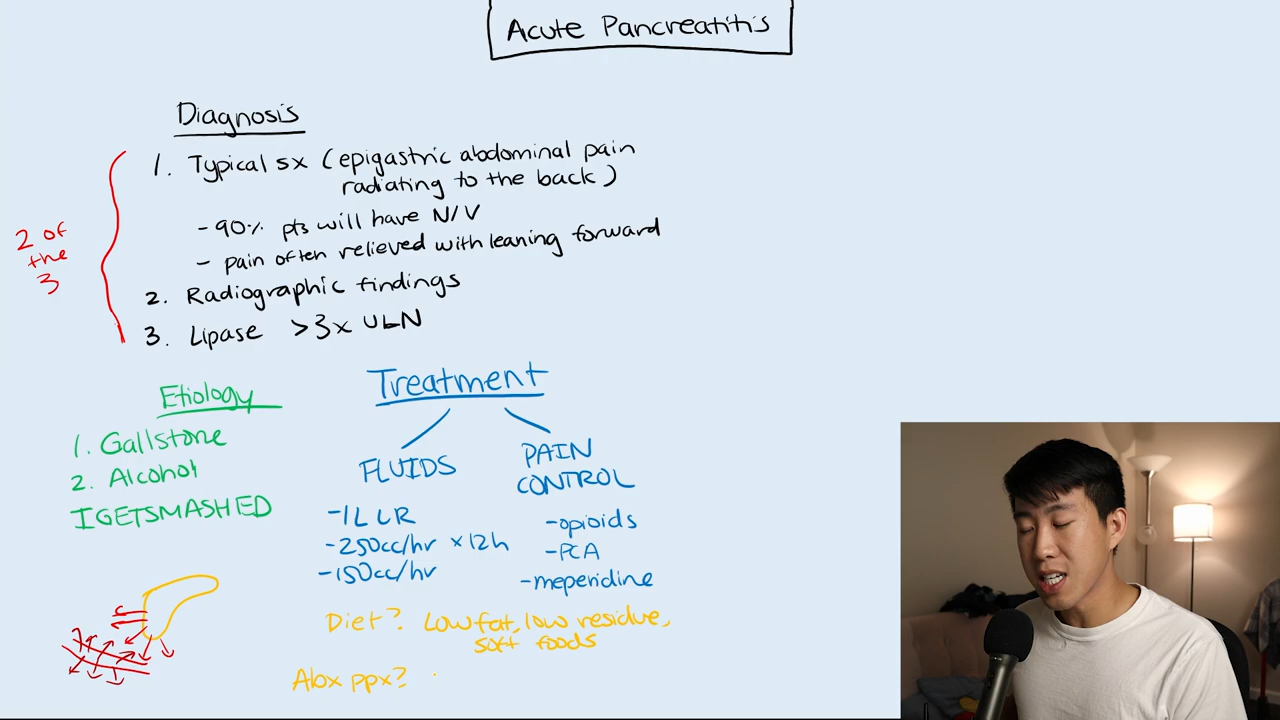 Acute Pancreatitis
Diagnosis
1. Typical sx (epigastric abdominal pain
radiating to the back)
- 90% pts will have N/V
- pain often relieved with leaning forward
2. Radiographic findings
3. Lipase >3x ULN
2 of
the
3
Etiology
1. Gallstone
2. Alcohol
IGETSMASHED
Treatment
FLUIDS
-1L LR
-250cc/hr x12h
-150cc/hr
PAIN
CONTROL
-opioids
-PCA
-meperidine
Diet? Low fat, low residue,
soft foods
Abx ppx?